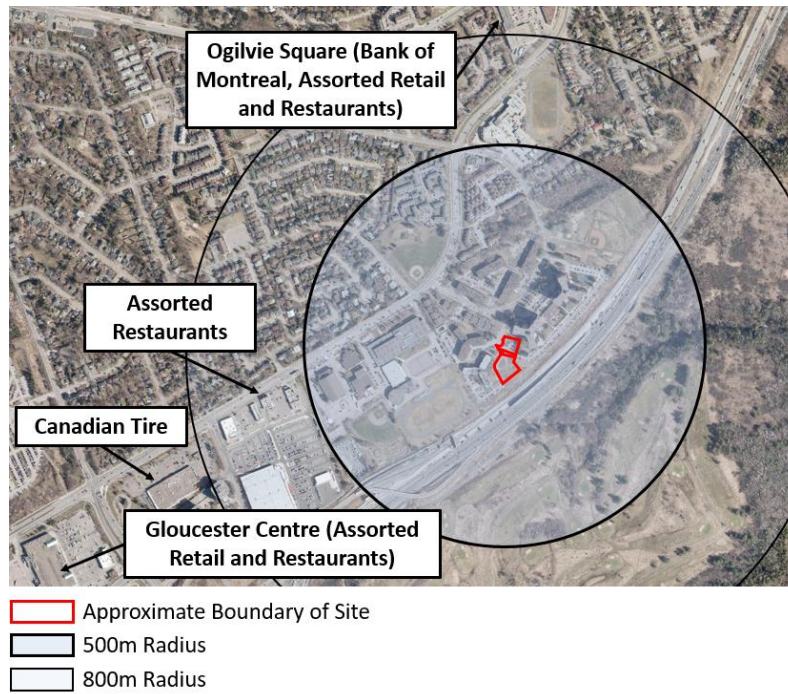 Ogilvie Square (Bank of
Montreal, Assorted Retail
and Restaurants)
Assorted
Restaurants
Canadian Tire
Gloucester Centre (Assorted
Retail and Restaurants)
Approximate Boundary of Site
500m Radius
800m Radius